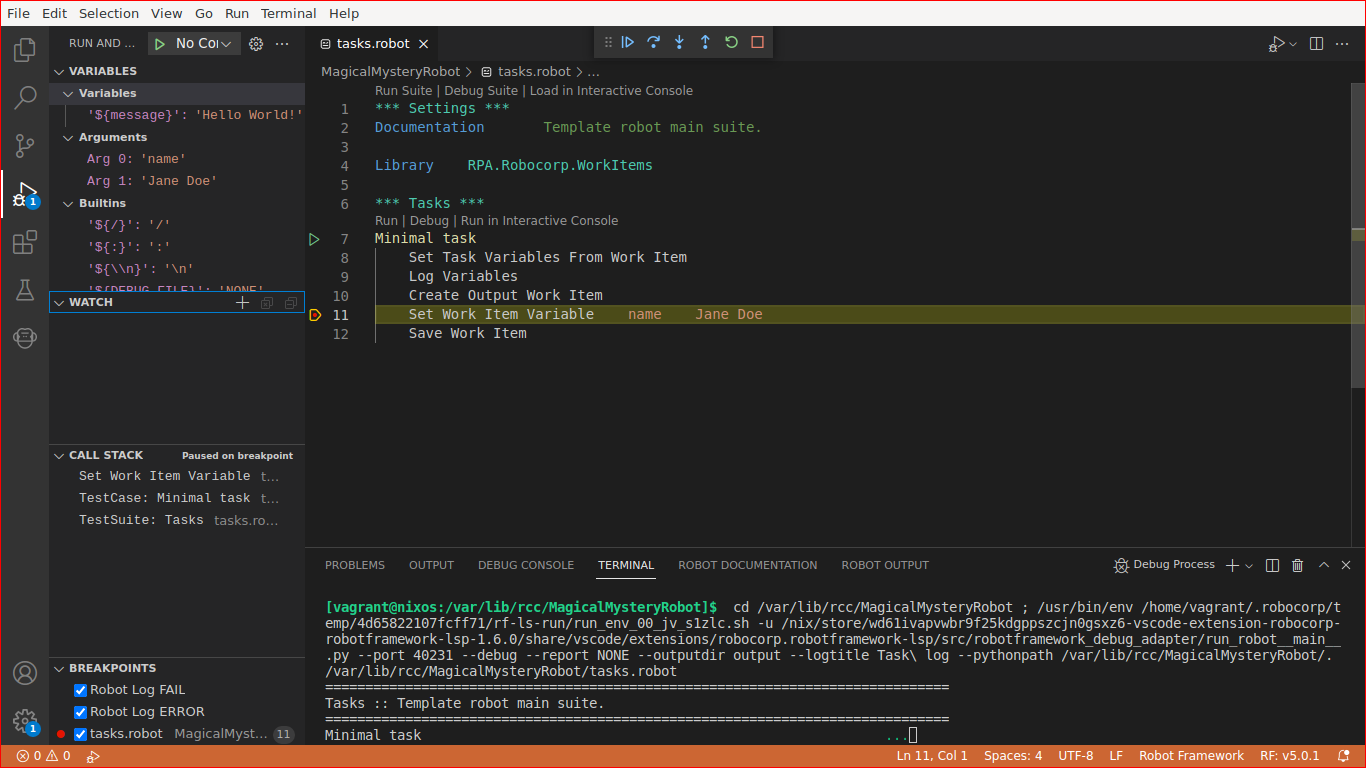 File Edit Selection View Go Run Terminal Help
RUN AND ... No Cor
VARIABLES
Variables
'${message}': 'Hello World!'
Arguments
Arg 0: 'name'
Arg 1: 'Jane Doe'
Builtins
'${/}': '/'
'${:}': ':'
'${\\n}': '\n'
'${DEBUG_FILE}': 'NONE'
WATCH
CALL STACK Paused on breakpoint
Set Work Item Variable t...
TestCase: Minimal task t...
TestSuite: Tasks tasks.ro...
BREAKPOINTS
Robot Log FAIL
Robot Log ERROR
tasks.robot MagicalMyst... 11
1
1
tasks.robot
MagicalMysteryRobot > tasks.robot > ...
Run Suite | Debug Suite | Load in Interactive Console
1 *** Settings ***
2 Documentation Template robot main suite.
3
4 Library RPA.Robocorp.WorkItems
5
6 *** Tasks ***
Run | Debug | Run in Interactive Console
7 Minimal task
8 Set Task Variables From Work Item
9 Log Variables
10 Create Output Work Item
11 Set Work Item Variable name Jane Doe
12 Save Work Item
PROBLEMS OUTPUT DEBUG CONSOLE TERMINAL ROBOT DOCUMENTATION ROBOT OUTPUT Debug Process
[vagrant@nixos:/var/lib/rcc/MagicalMysteryRobot]$ cd /var/lib/rcc/MagicalMysteryRobot ; /usr/bin/env /home/vagrant/.robocorp/t
emp/4d65822107fcff71/rf-ls-run/run_env_00_jv_s1zlc.sh -u /nix/store/wd61ivapvwbr9f25kdgppszcjn0gsxz6-vscode-extension-robocorp-
robotframework-lsp-1.6.0/share/vscode/extensions/robocorp.robotframework-lsp/src/robotframework_debug_adapter/run_robot__main__
.py --port 40231 --debug --report NONE --outputdir output --logtitle Task\ log --pythonpath /var/lib/rcc/MagicalMysteryRobot/. 
/var/lib/rcc/MagicalMysteryRobot/tasks.robot
==============================================================================
Tasks :: Template robot main suite.
==============================================================================
Minimal task ...
0 0 Ln 11, Col 1 Spaces: 4 UTF-8 LF Robot Framework RF: v5.0.1